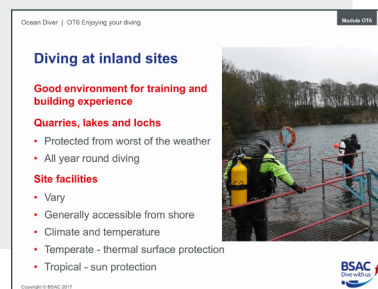 Ocean Diver | OT6 Enjoying your diving
Module OT6
Diving at inland sites
Good environment for training and
building experience
Quarries, lakes and lochs
• Protected from worst of the weather
• All year round diving
Site facilities
• Vary
• Generally accessible from shore
• Climate and temperature
• Temperate - thermal surface protection
• Tropical - sun protection
BSAC
Dive with us
Copyright © BSAC 2017